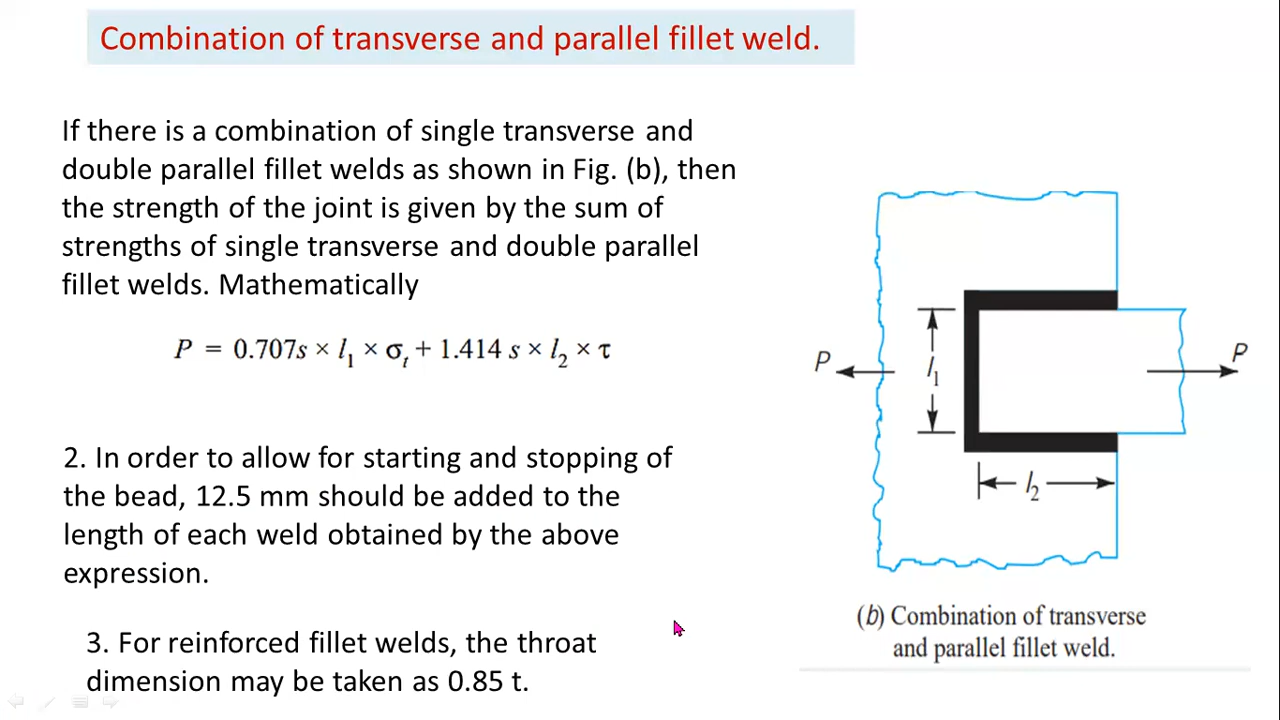 Combination of transverse and parallel fillet weld.
If there is a combination of single transverse and
double parallel fillet welds as shown in Fig. (b), then
the strength of the joint is given by the sum of
strengths of single transverse and double parallel
fillet welds. Mathematically
P = 0.707s × l₁ × σₜ + 1.414 s × l₂ × τ
2. In order to allow for starting and stopping of
the bead, 12.5 mm should be added to the
length of each weld obtained by the above
expression.
3. For reinforced fillet welds, the throat
dimension may be taken as 0.85 t.
P
l₁
P
l₂
(b) Combination of transverse
and parallel fillet weld.